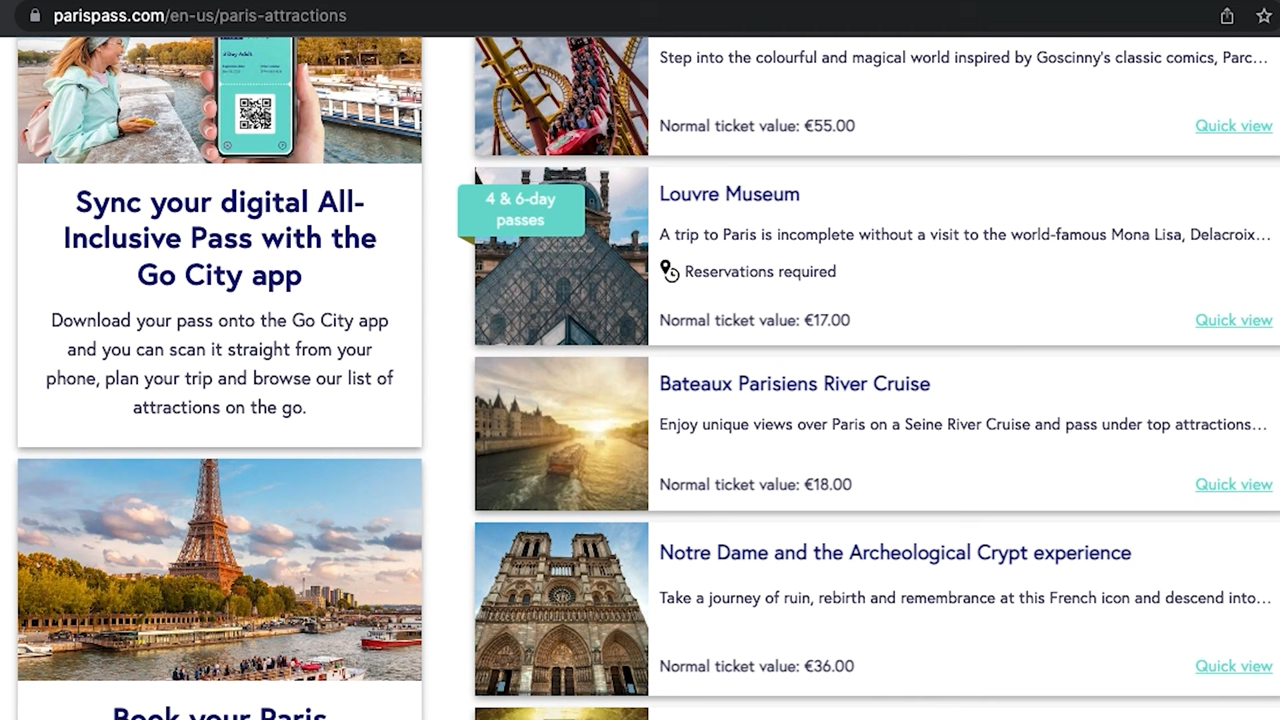 parispass.com/en-us/paris-attractions
Sync your digital All-
Inclusive Pass with the
Go City app
Download your pass onto the Go City app
and you can scan it straight from your
phone, plan your trip and browse our list of
attractions on the go.
Book your Paris
Step into the colourful and magical world inspired by Goscinny's classic comics, Parc...
Normal ticket value: €55.00
Quick view
4 & 6-day
passes
Louvre Museum
A trip to Paris is incomplete without a visit to the world-famous Mona Lisa, Delacroix...
Reservations required
Normal ticket value: €17.00
Quick view
Bateaux Parisiens River Cruise
Enjoy unique views over Paris on a Seine River Cruise and pass under top attractions...
Normal ticket value: €18.00
Quick view
Notre Dame and the Archeological Crypt experience
Take a journey of ruin, rebirth and remembrance at this French icon and descend into...
Normal ticket value: €36.00
Quick view